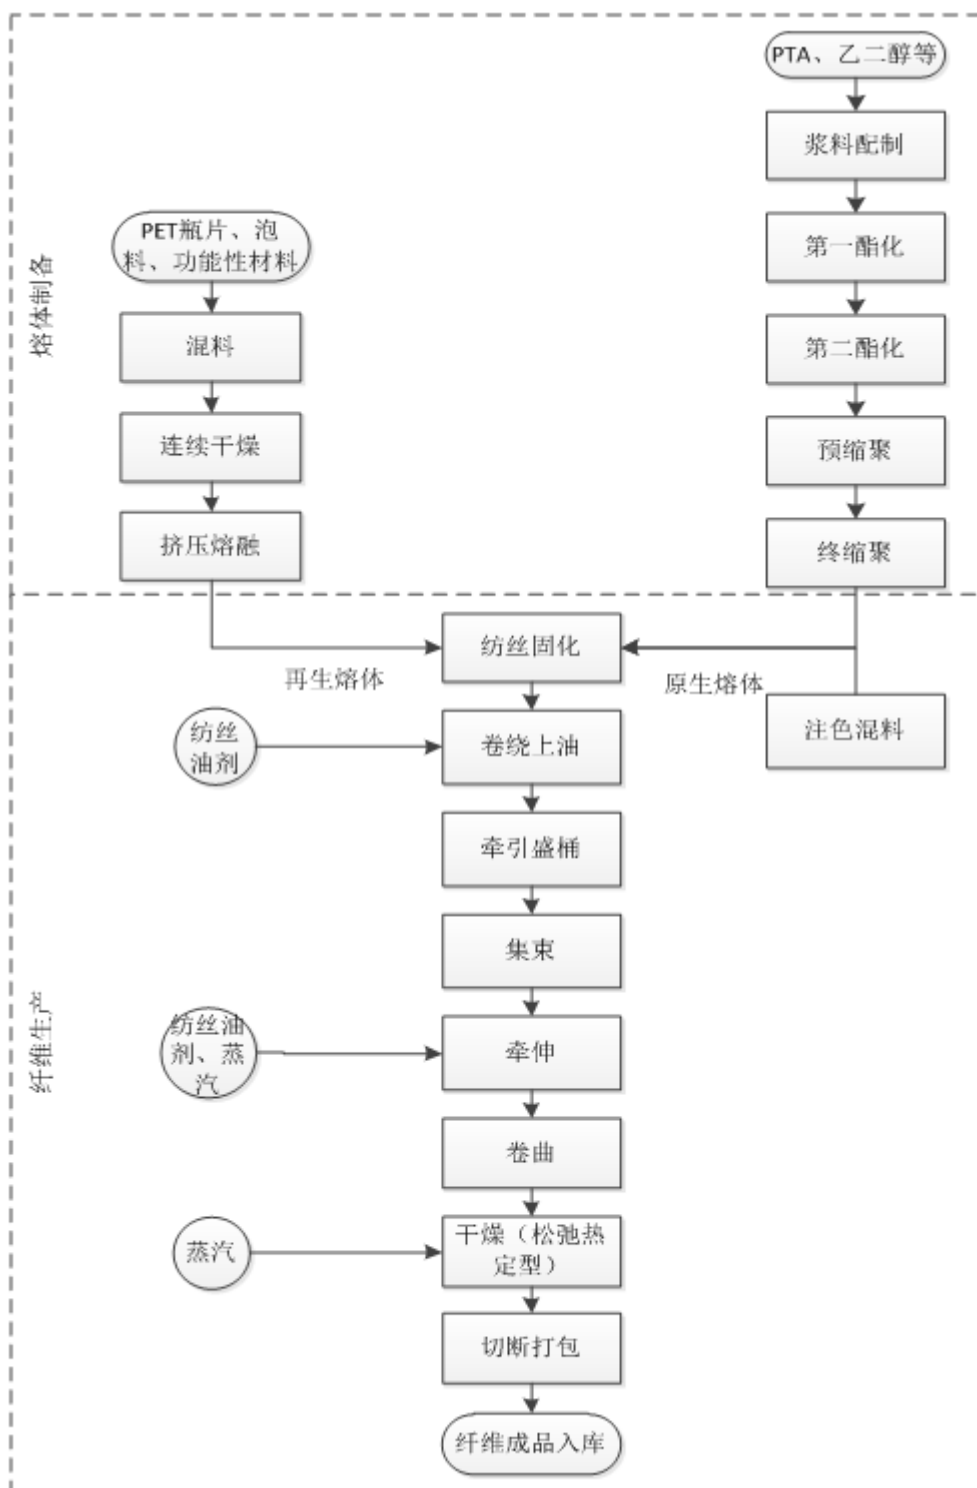 PTA、乙二醇等
浆料配制
第一酯化
第二酯化
预缩聚
终缩聚
熔体制备
PET瓶片、泡
料、功能性材料
混料
连续干燥
挤压熔融
再生熔体
原生熔体
注色混料
纤维生产
纺丝固化
纺丝
油剂
卷绕上油
牵引盛桶
集束
纺丝油
剂、蒸
汽
牵伸
卷曲
蒸汽
干燥（松弛热
定型）
切断打包
纤维成品入库